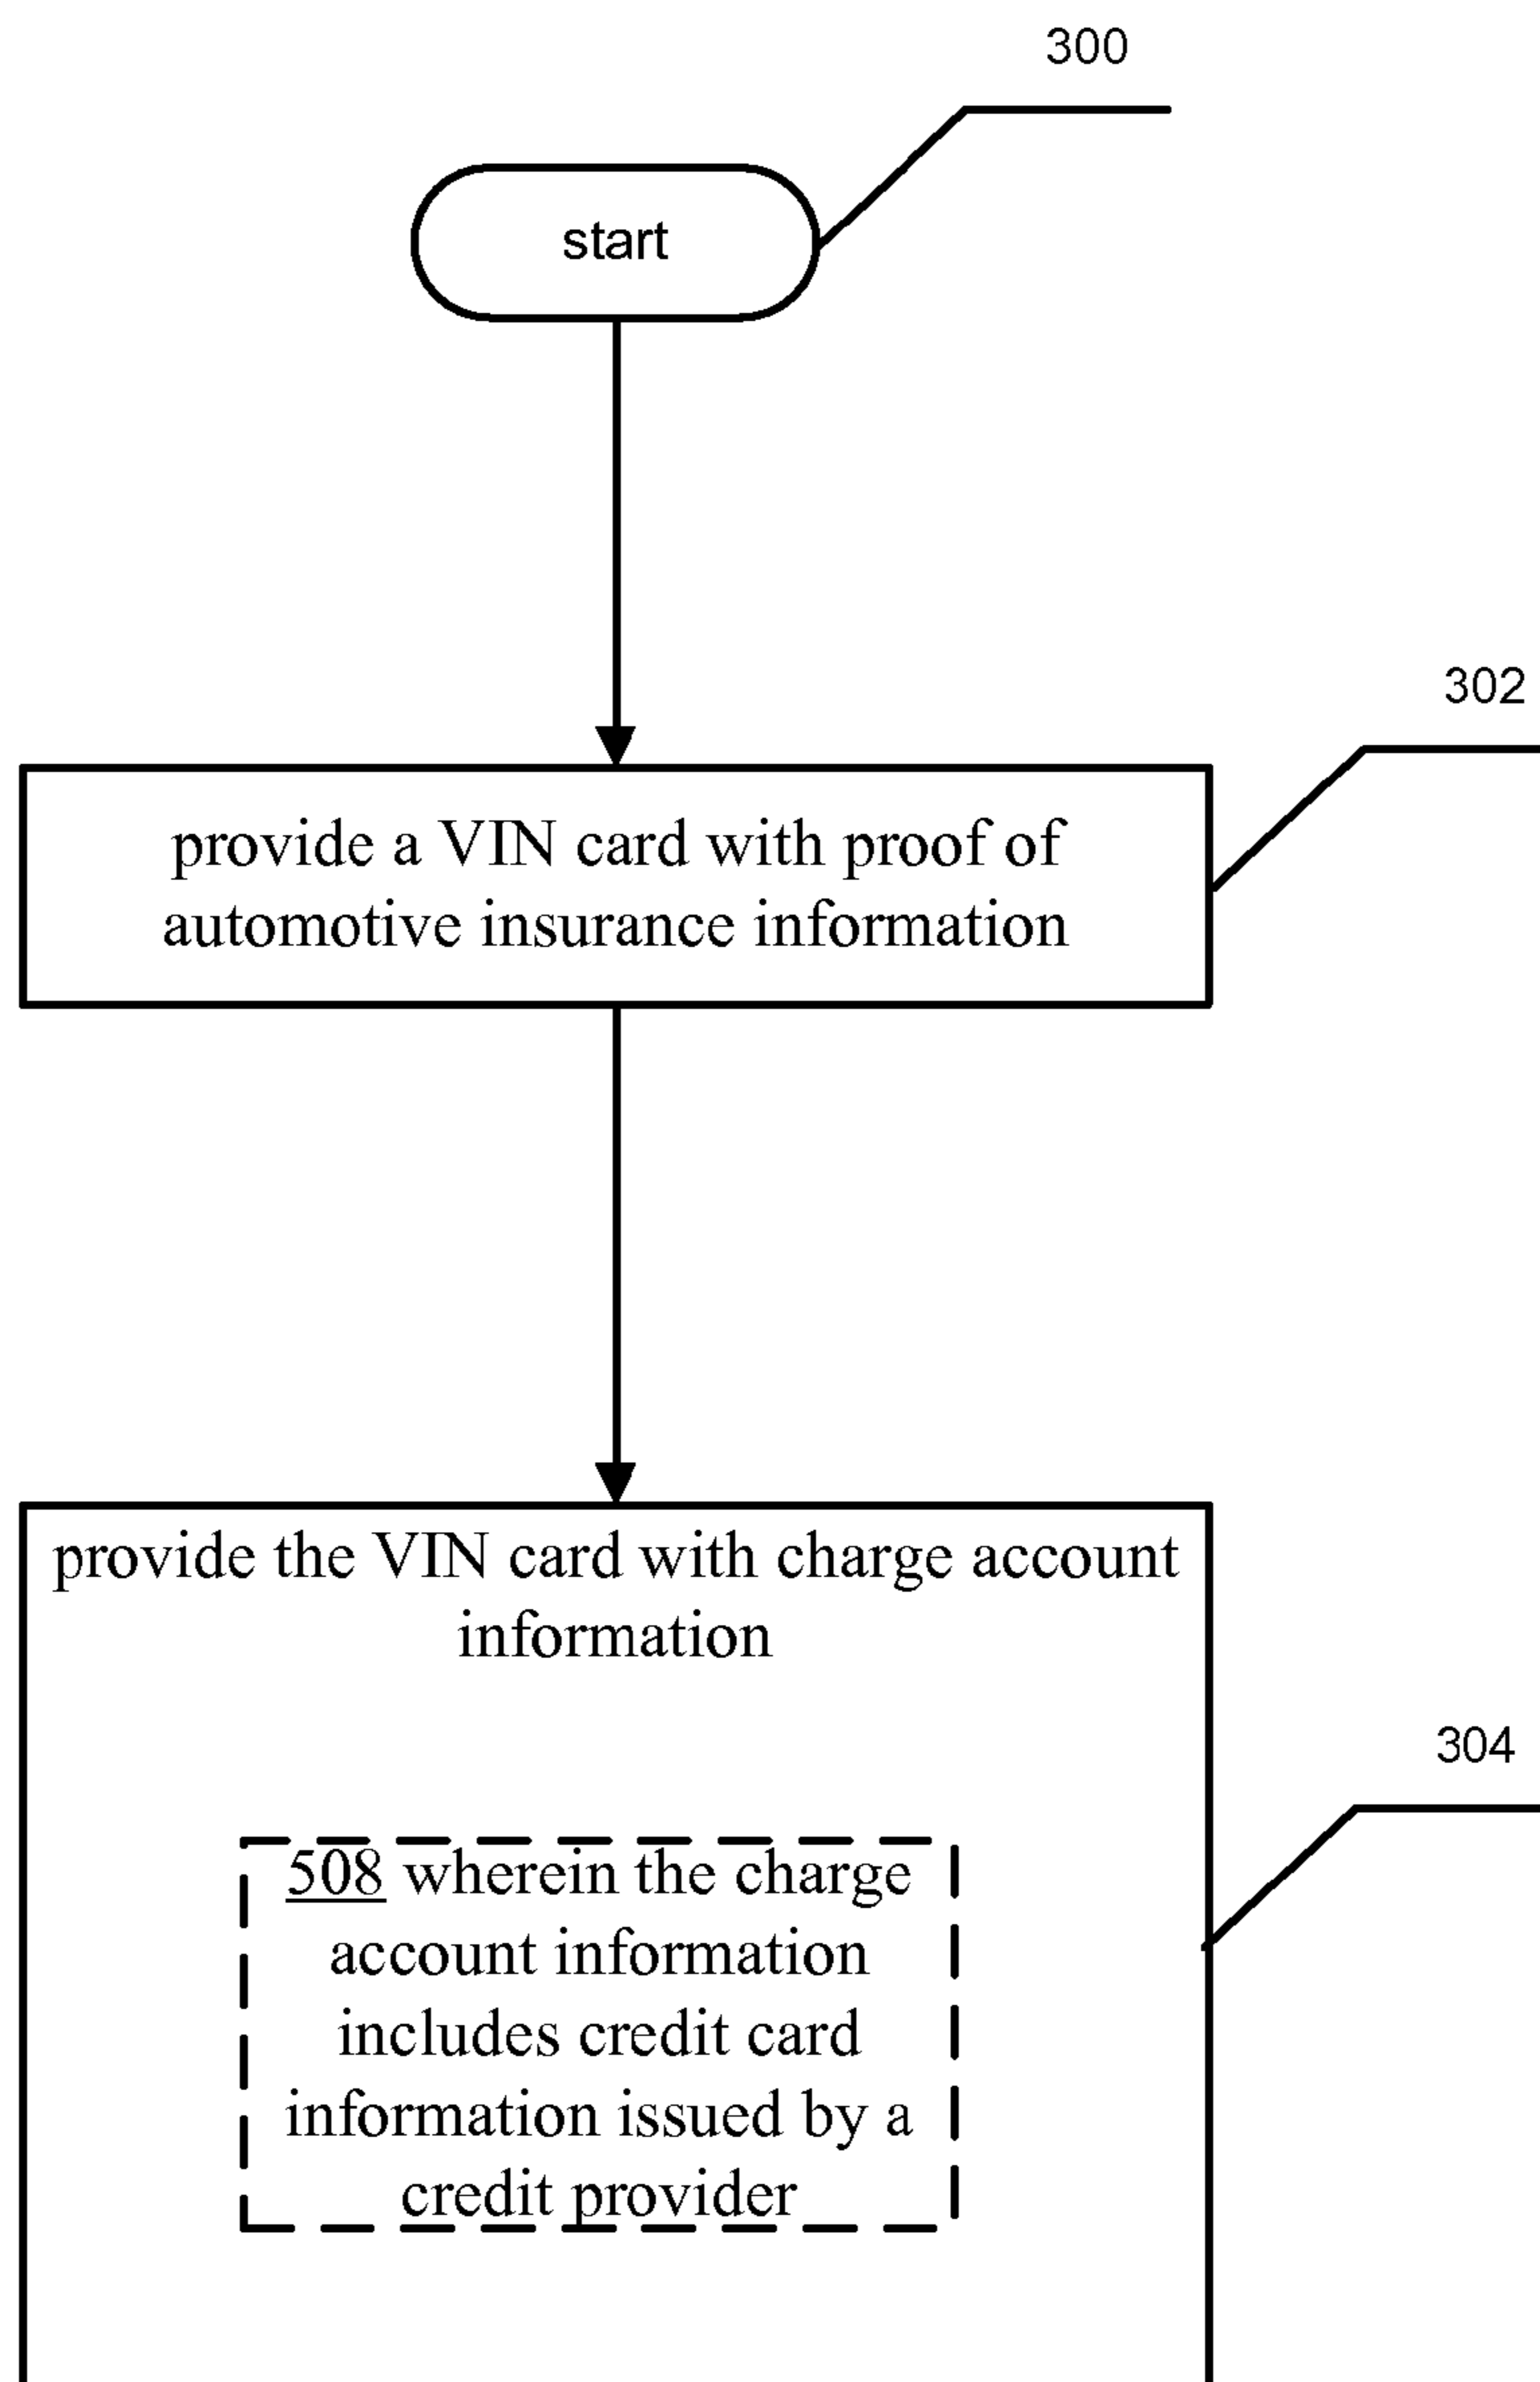 300
start
302
provide a VIN card with proof of
automotive insurance information
provide the VIN card with charge account
information
304
508 wherein the charge
account information
includes credit card
information issued by a
credit provider